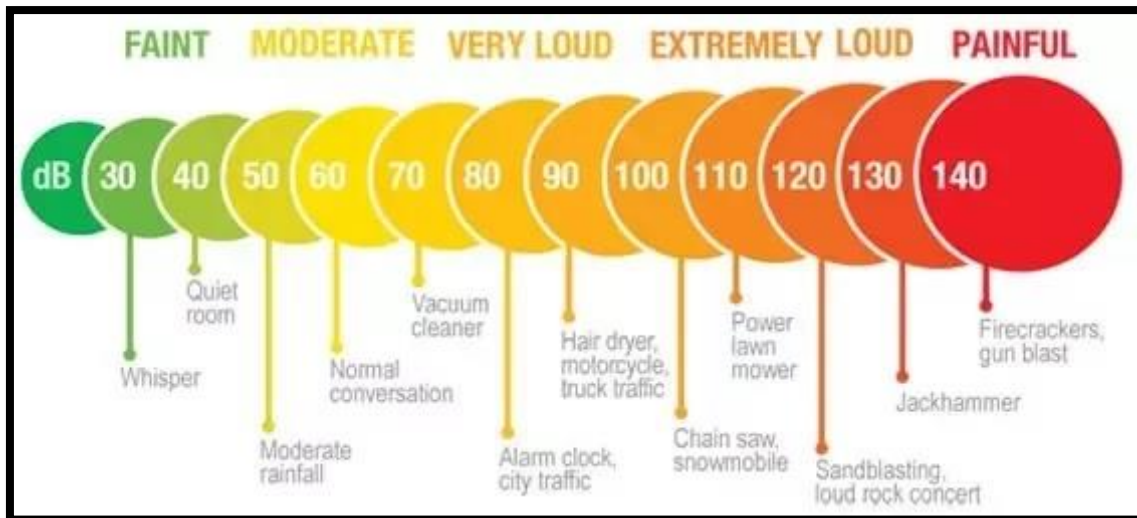 FAINT MODERATE VERY LOUD EXTREMELY LOUD PAINFUL
dB 30 40 50 60 70 80 90 100 110 120 130 140
Whisper
Quiet
room
Moderate
rainfall
Normal
conversation
Vacuum
cleaner
Alarm clock,
city traffic
Hair dryer,
motorcycle,
truck traffic
Chain saw,
snowmobile
Power
lawn
mower
Sandblasting,
loud rock concert
Jackhammer
Firecrackers,
gun blast